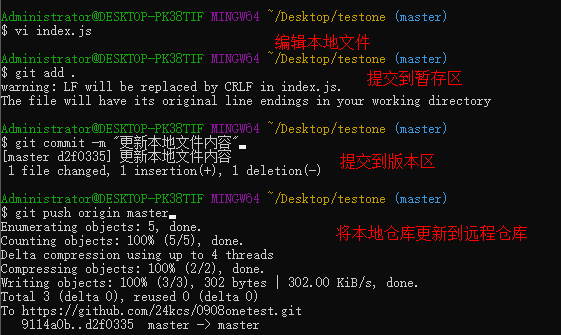 Administrator@DESKTOP-PK38TIF MINGW64 ~/Desktop/testone (master)
$ vi index.js
编辑本地文件
Administrator@DESKTOP-PK38TIF MINGW64 ~/Desktop/testone (master)
$ git add .
提交到暂存区
warning: LF will be replaced by CRLF in index.js.
The file will have its original line endings in your working directory
Administrator@DESKTOP-PK38TIF MINGW64 ~/Desktop/testone (master)
$ git commit -m "更新本地文件内容"
[master d2f0335] 更新本地文件内容
提交到版本区
1 file changed, 1 insertion(+), 1 deletion(-)
Administrator@DESKTOP-PK38TIF MINGW64 ~/Desktop/testone (master)
$ git push origin master
Enumerating objects: 5, done.
将本地仓库更新到远程仓库
Counting objects: 100% (5/5), done.
Delta compression using up to 4 threads
Compressing objects: 100% (2/2), done.
Writing objects: 100% (3/3), 302 bytes | 302.00 KiB/s, done.
Total 3 (delta 0), reused 0 (delta 0)
To https://github.com/24kcs/0908onetest.git
9114a0b..d2f0335 master -> master